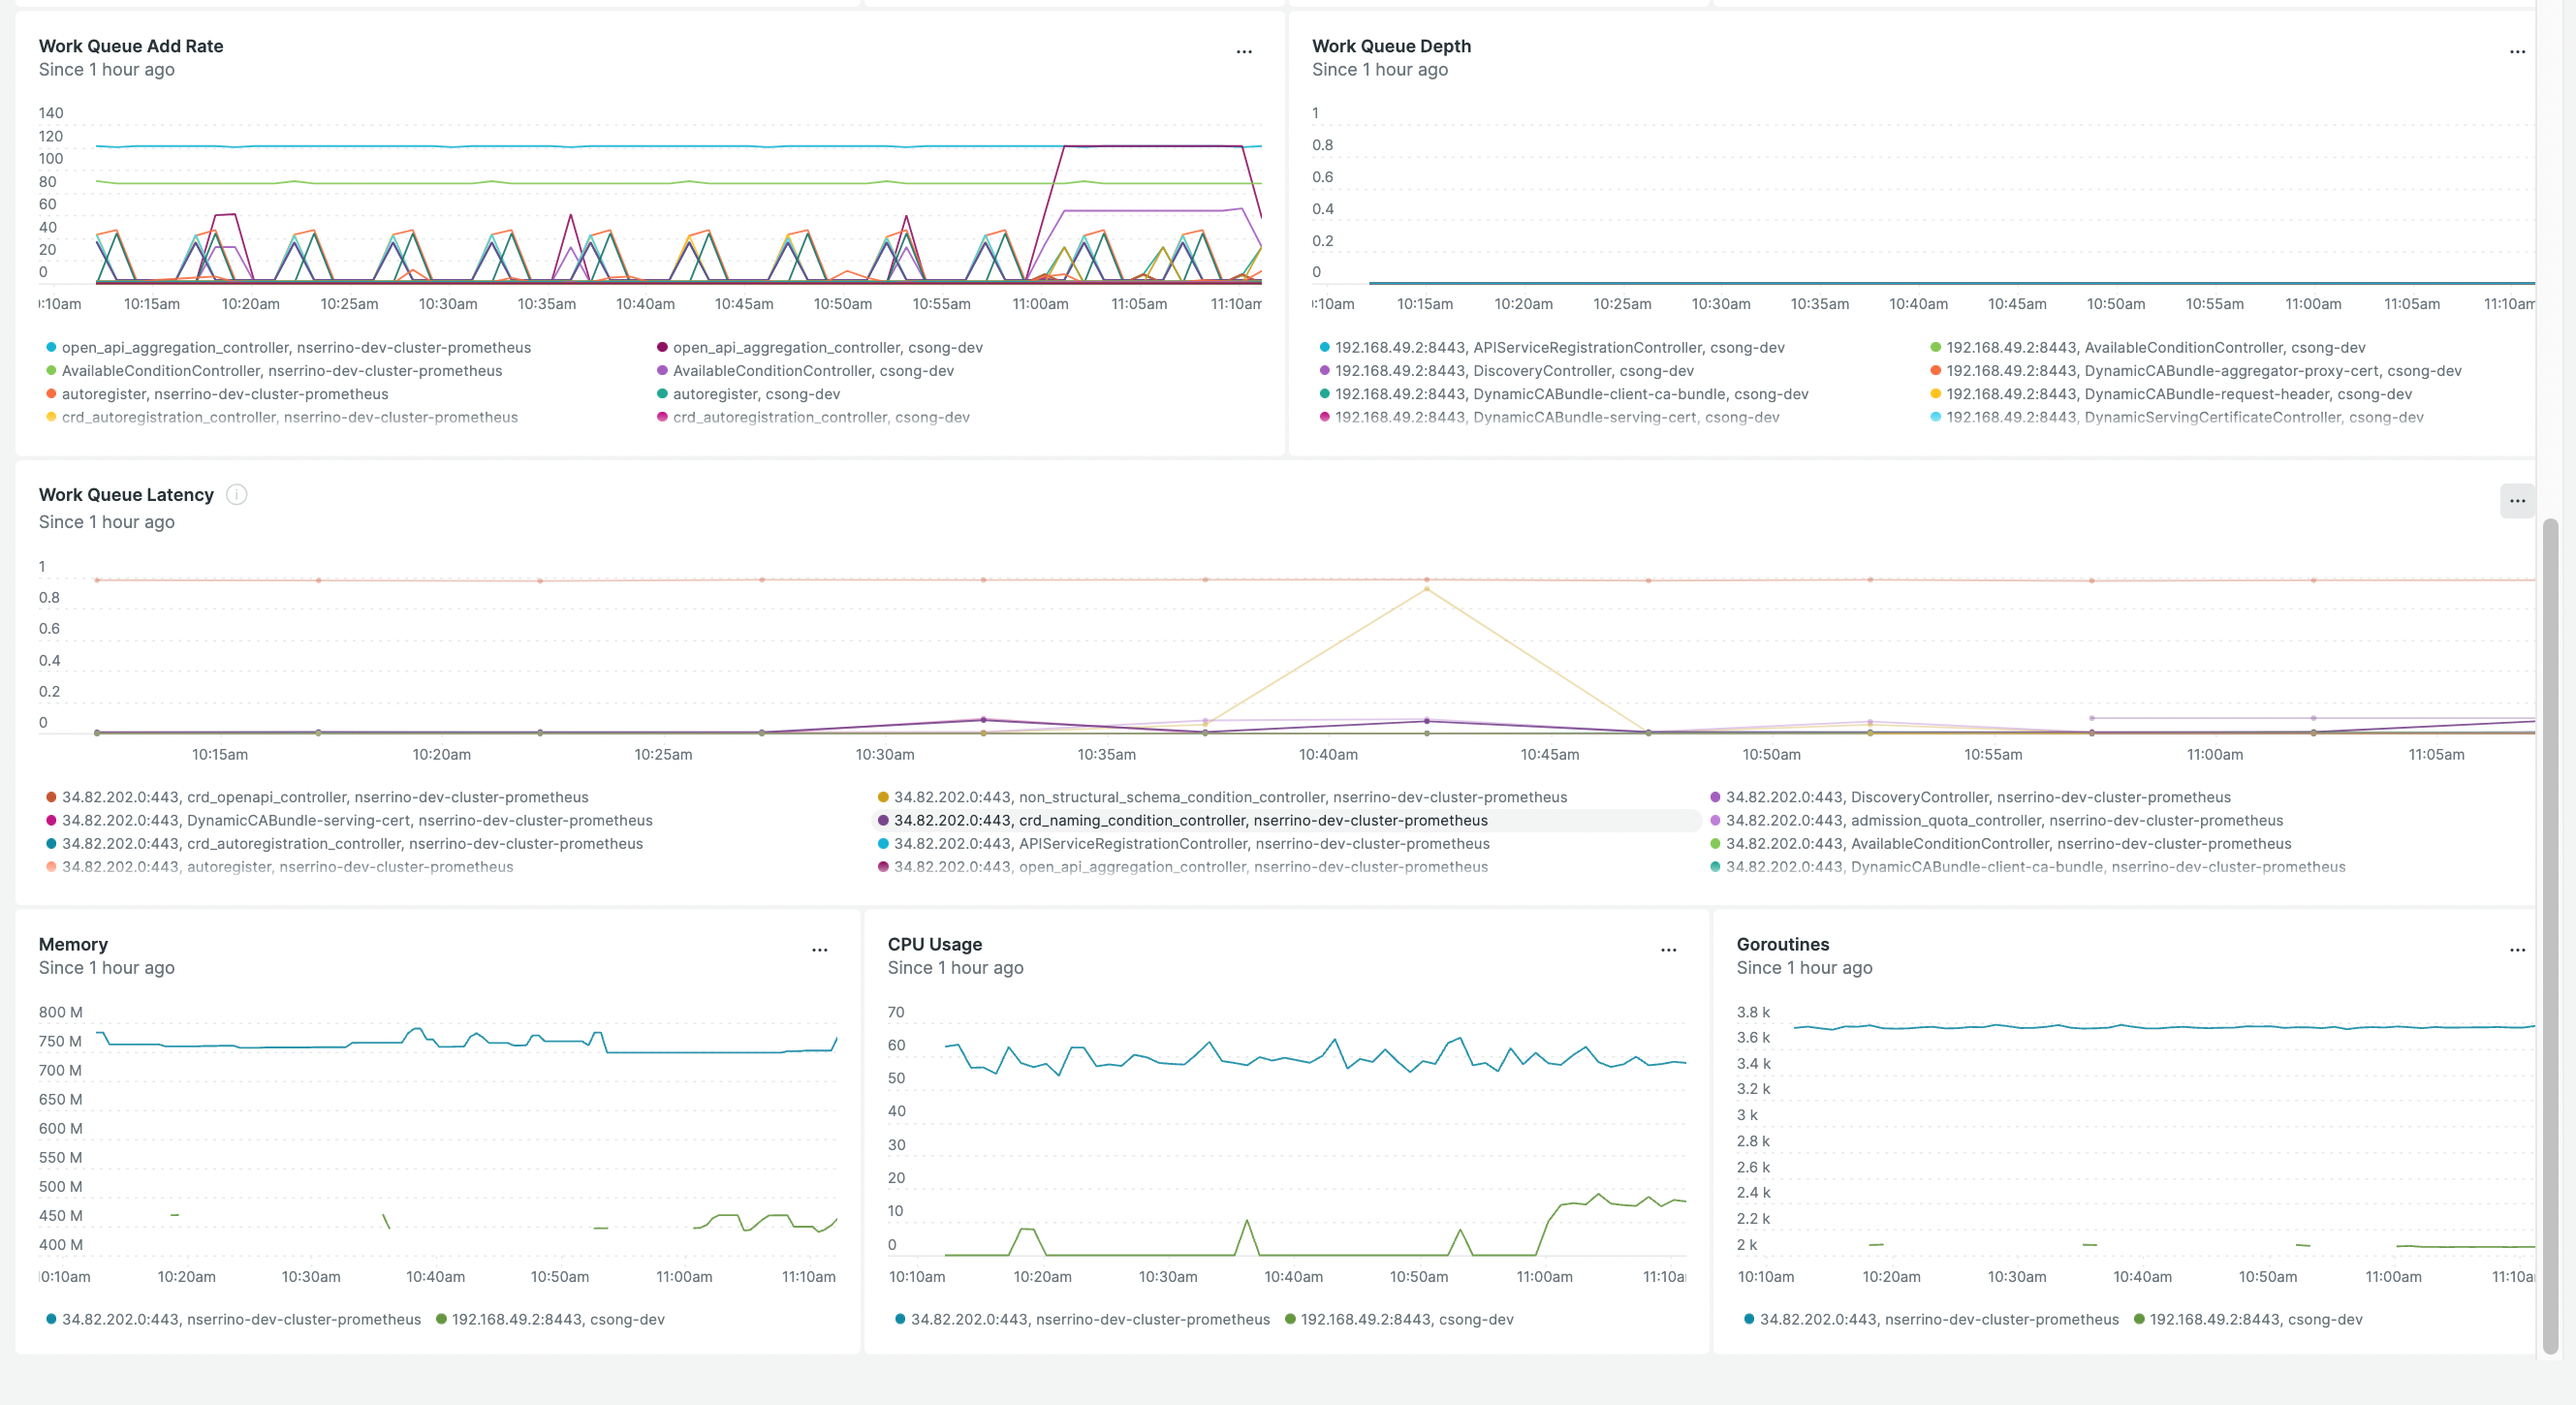 Work Queue Add Rate
...
Since 1 hour ago
140
120
100
80
60
40
20
0
:10am 10:15am 10:20am 10:25am 10:30am 10:35am 10:40am 10:45am 10:50am 10:55am 11:00am 11:05am 11:10am
open_api_aggregation_controller, nserrino-dev-cluster-prometheus
open_api_aggregation_controller, csong-dev
AvailableConditionController, nserrino-dev-cluster-prometheus
AvailableConditionController, csong-dev
autoregister, nserrino-dev-cluster-prometheus
autoregister, csong-dev
crd_autoregistration_controller, nserrino-dev-cluster-prometheus
crd_autoregistration_controller, csong-dev
Work Queue Depth
...
Since 1 hour ago
1
0.8
0.6
0.4
0.2
0
:10am 10:15am 10:20am 10:25am 10:30am 10:35am 10:40am 10:45am 10:50am 10:55am 11:00am 11:05am 11:10am
192.168.49.2:8443, APIServiceRegistrationController, csong-dev
192.168.49.2:8443, AvailableConditionController, csong-dev
192.168.49.2:8443, DiscoveryController, csong-dev
192.168.49.2:8443, DynamicCABundle-aggregator-proxy-cert, csong-dev
192.168.49.2:8443, DynamicCABundle-client-ca-bundle, csong-dev
192.168.49.2:8443, DynamicCABundle-request-header, csong-dev
192.168.49.2:8443, DynamicCABundle-serving-cert, csong-dev
192.168.49.2:8443, DynamicServingCertificateController, csong-dev
Work Queue Latency
...
Since 1 hour ago
1
0.8
0.6
0.4
0.2
0
10:15am 10:20am 10:25am 10:30am 10:35am 10:40am 10:45am 10:50am 10:55am 11:00am 11:05am
34.82.202.0:443, crd_openapi_controller, nserrino-dev-cluster-prometheus
34.82.202.0:443, non_structural_schema_condition_controller, nserrino-dev-cluster-prometheus
34.82.202.0:443, DiscoveryController, nserrino-dev-cluster-prometheus
34.82.202.0:443, DynamicCABundle-serving-cert, nserrino-dev-cluster-prometheus
34.82.202.0:443, crd_naming_condition_controller, nserrino-dev-cluster-prometheus
34.82.202.0:443, admission_quota_controller, nserrino-dev-cluster-prometheus
34.82.202.0:443, crd_autoregistration_controller, nserrino-dev-cluster-prometheus
34.82.202.0:443, APIServiceRegistrationController, nserrino-dev-cluster-prometheus
34.82.202.0:443, AvailableConditionController, nserrino-dev-cluster-prometheus
34.82.202.0:443, autoregister, nserrino-dev-cluster-prometheus
34.82.202.0:443, open_api_aggregation_controller, nserrino-dev-cluster-prometheus
34.82.202.0:443, DynamicCABundle-client-ca-bundle, nserrino-dev-cluster-prometheus
Memory
...
Since 1 hour ago
800 M
750 M
700 M
650 M
600 M
550 M
500 M
450 M
400 M
0:10am 10:20am 10:30am 10:40am 10:50am 11:00am 11:10am
34.82.202.0:443, nserrino-dev-cluster-prometheus 192.168.49.2:8443, csong-dev
CPU Usage
...
Since 1 hour ago
70
60
50
40
30
20
10
0
10:10am 10:20am 10:30am 10:40am 10:50am 11:00am 11:10a
34.82.202.0:443, nserrino-dev-cluster-prometheus 192.168.49.2:8443, csong-dev
Goroutines
...
Since 1 hour ago
3.8 k
3.6 k
3.4 k
3.2 k
3 k
2.8 k
2.6 k
2.4 k
2.2 k
2 k
10:10am 10:20am 10:30am 10:40am 10:50am 11:00am 11:10a
34.82.202.0:443, nserrino-dev-cluster-prometheus 192.168.49.2:8443, csong-dev